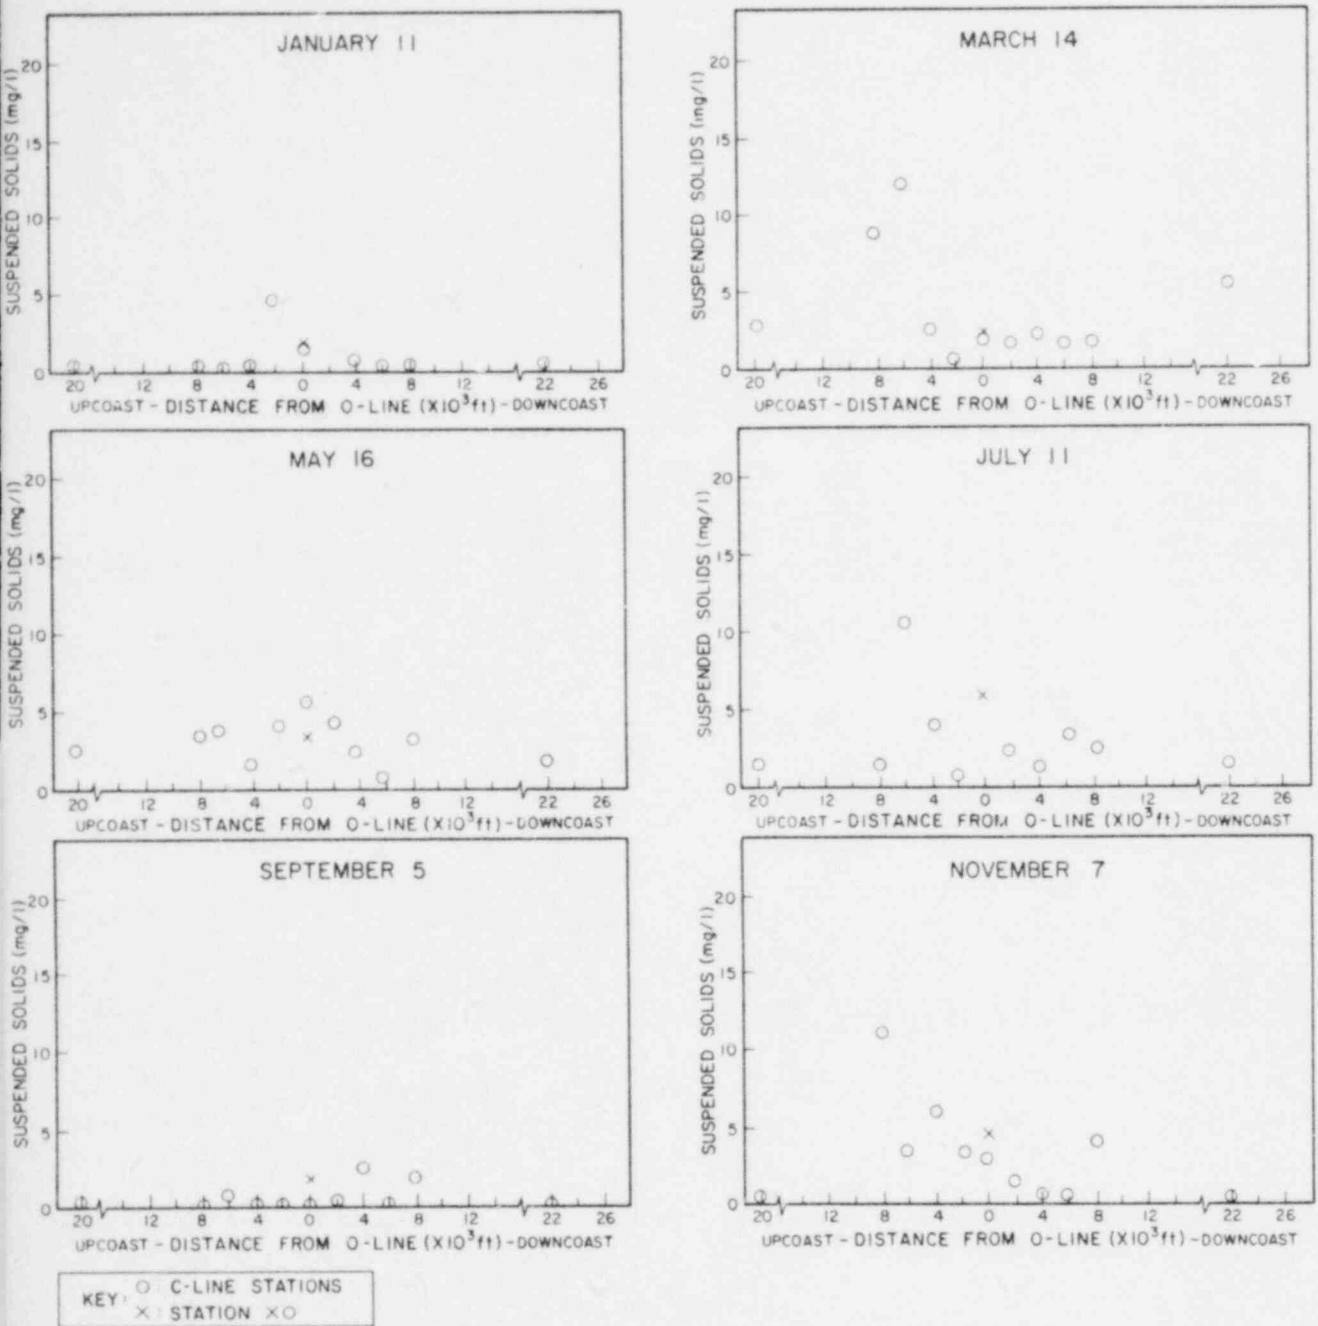 JANUARY 11
SUSPENDED SOLIDS (mg/l)
20
15
10
5
0
20 12 8 4 0 4 8 12 22 26
UPCOAST - DISTANCE FROM O-LINE (X10³ft) - DOWNCOAST
MARCH 14
SUSPENDED SOLIDS (mg/l)
20
15
10
5
0
20 12 8 4 0 4 8 12 22 26
UPCOAST - DISTANCE FROM O-LINE (X10³ft) - DOWNCOAST
MAY 16
SUSPENDED SOLIDS (mg/l)
20
15
10
5
0
20 12 8 4 0 4 8 12 22 26
UPCOAST - DISTANCE FROM O-LINE (X10³ft) - DOWNCOAST
JULY 11
SUSPENDED SOLIDS (mg/l)
20
15
10
5
0
20 12 8 4 0 4 8 12 22 26
UPCOAST - DISTANCE FROM O-LINE (X10³ft) - DOWNCOAST
SEPTEMBER 5
SUSPENDED SOLIDS (mg/l)
20
15
10
5
0
20 12 8 4 0 4 8 12 22 26
UPCOAST - DISTANCE FROM O-LINE (X10³ft) - DOWNCOAST
NOVEMBER 7
SUSPENDED SOLIDS (mg/l)
20
15
10
5
0
20 12 8 4 0 4 8 12 22 26
UPCOAST - DISTANCE FROM O-LINE (X10³ft) - DOWNCOAST
KEY: O : C-LINE STATIONS
X : STATION XO